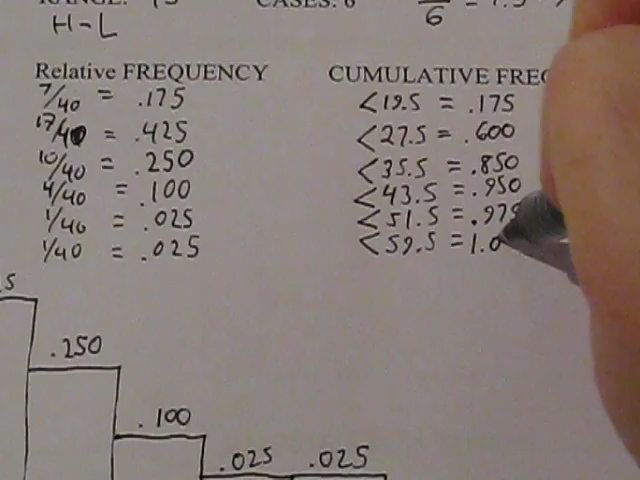 CASES: 6
H-L
6
Relative FREQUENCY
7/40 = .175
17/40 = .425
10/40 = .250
4/40 = .100
1/40 = .025
1/40 = .025
CUMULATIVE
<19.5 = .175
<27.5 = .600
<35.5 = .850
<43.5 = .950
<51.5 = .975
<59.5 = 1.0
.250
.100
.025
.025